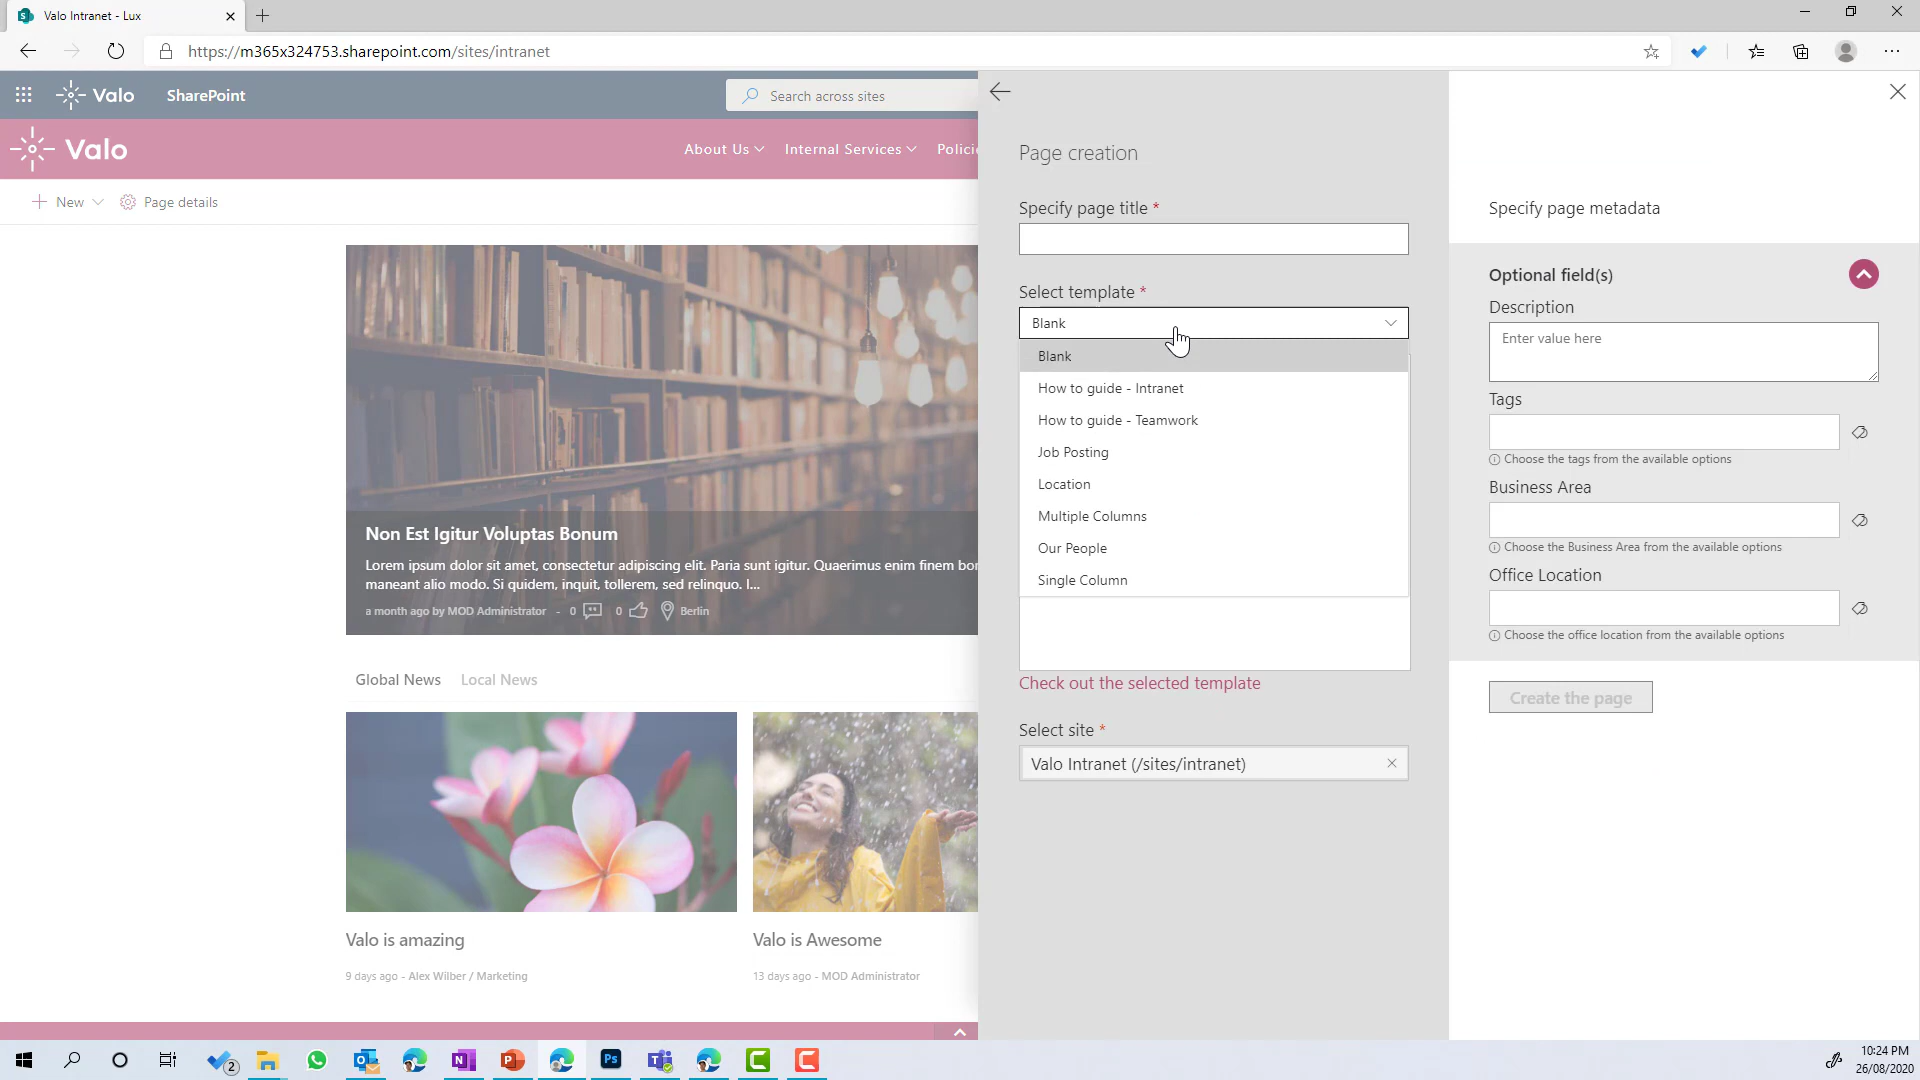 Valo Intranet - Lux
https://m365x324753.sharepoint.com/sites/intranet
Valo
SharePoint
Search across sites
Valo
About Us
Internal Services
New
Page details
Non Est Igitur Voluptas Bonum
Lorem ipsum dolor sit amet, consectetur adipiscing elit. Paria sunt igitur. Quaerimus enim finem
maneant alio modo. Si quidem, inquit, tollerem, sed relinquo. I...
a month ago by MOD Administrator - 0 0 Berlin
Global News Local News
Valo is amazing
9 days ago - Alex Wilber / Marketing
Valo is Awesome
13 days ago - MOD Administrator
Page creation
Specify page title *
Select template *
Blank
Blank
How to guide - Intranet
How to guide - Teamwork
Job Posting
Location
Multiple Columns
Our People
Single Column
Check out the selected template
Select site *
Valo Intranet (/sites/intranet)
Specify page metadata
Optional field(s)
Description
Enter value here
Tags
Choose the tags from the available options
Business Area
Choose the Business Area from the available options
Office Location
Choose the office location from the available options
Create the page
2
10:24 PM
26/08/2020